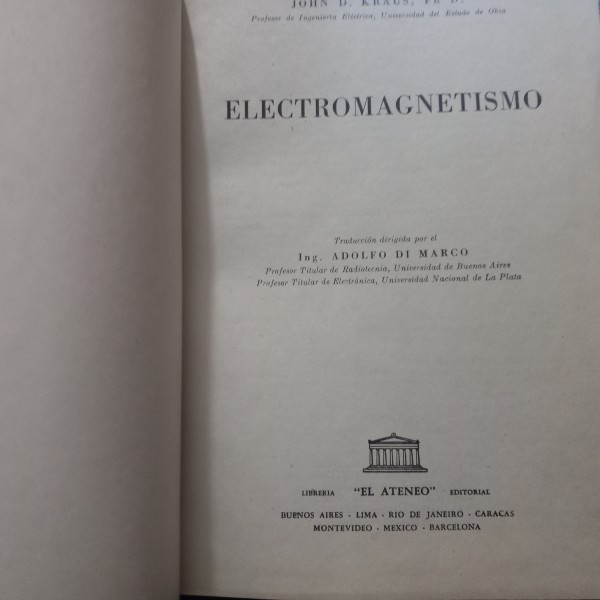 JOHN D. KRAUS, PH D.
Profesor de Ingeniería Eléctrica, Universidad del Estado de Ohio
ELECTROMAGNETISMO
Traducción dirigida por el
Ing. ADOLFO DI MARCO
Profesor Titular de Radiotecnia, Universidad de Buenos Aires
Profesor Titular de Electrónica, Universidad Nacional de La Plata
LIBRERIA "EL ATENEO" EDITORIAL
BUENOS AIRES - LIMA - RIO DE JANEIRO - CARACAS
MONTEVIDEO - MEXICO - BARCELONA